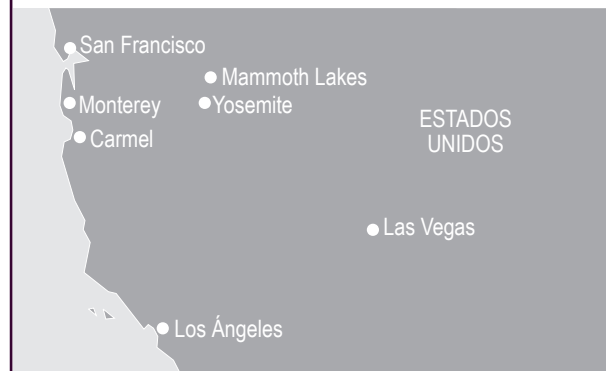 San Francisco
Mammoth Lakes
Monterey
Yosemite
ESTADOS
UNIDOS
Carmel
Las Vegas
Los Ángeles